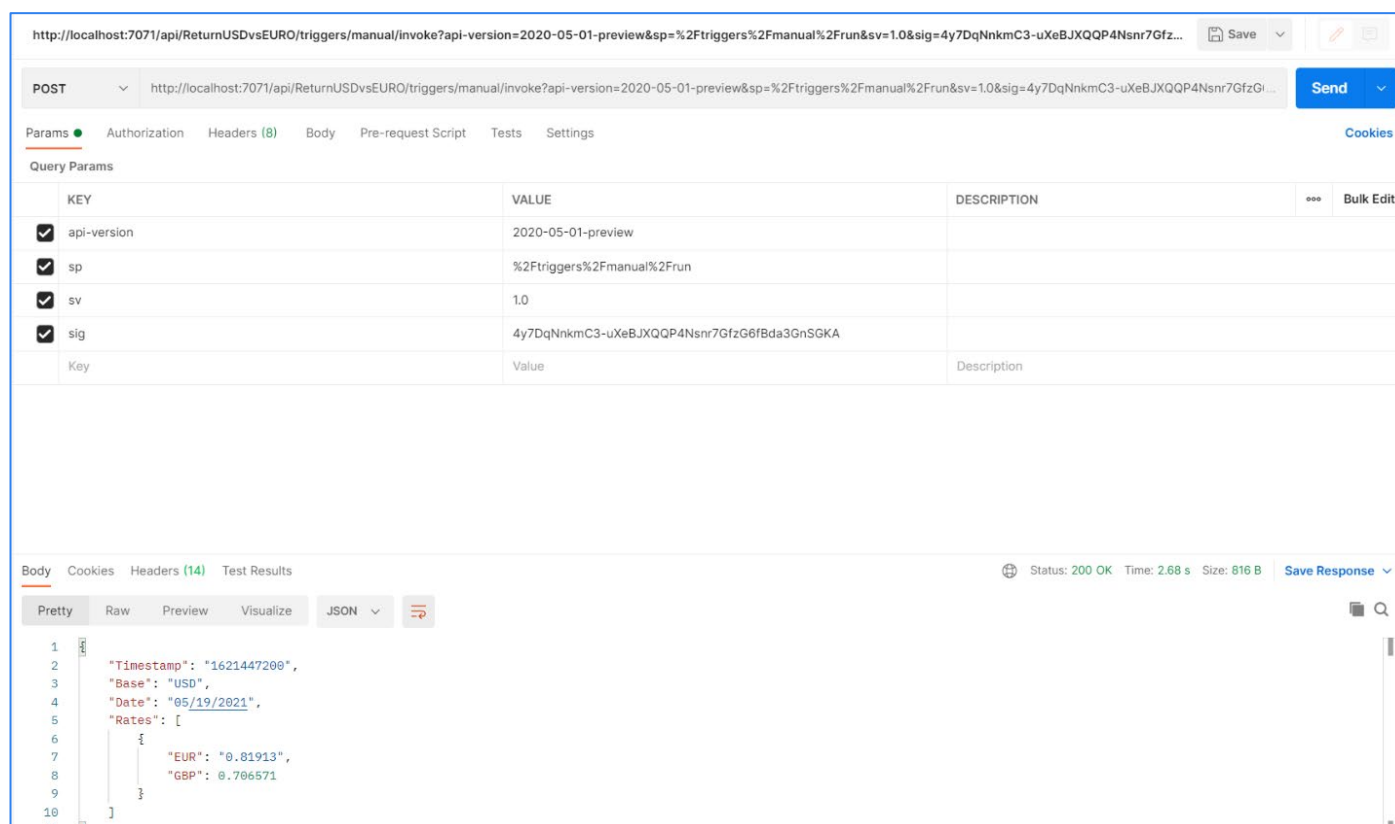 http://localhost:7071/api/ReturnUSDvsEURO/triggers/manual/invoke?api-version=2020-05-01-preview&sp=%2Ftriggers%2Fmanual%2Frun&sv=1.0&sig=4y7DqNnkmC3-uXeBJXQQP4Nsnr7Gfz... Save
POST http://localhost:7071/api/ReturnUSDvsEURO/triggers/manual/invoke?api-version=2020-05-01-preview&sp=%2Ftriggers%2Fmanual%2Frun&sv=1.0&sig=4y7DqNnkmC3-uXeBJXQQP4Nsnr7GfzG... Send
Params Authorization Headers (8) Body Pre-request Script Tests Settings Cookies
Query Params
KEY VALUE DESCRIPTION ooo Bulk Edit
api-version 2020-05-01-preview
sp %2Ftriggers%2Fmanual%2Frun
sv 1.0
sig 4y7DqNnkmC3-uXeBJXQQP4Nsnr7GfzG6fBda3GnSGKA
Key Value Description
Body Cookies Headers (14) Test Results Status: 200 OK Time: 2.68 s Size: 816 B Save Response
Pretty Raw Preview Visualize JSON
1 {
2 "Timestamp": "1621447200",
3 "Base": "USD",
4 "Date": "05/19/2021",
5 "Rates": [
6 {
7 "EUR": "0.81913",
8 "GBP": 0.706571
9 }
10 ]